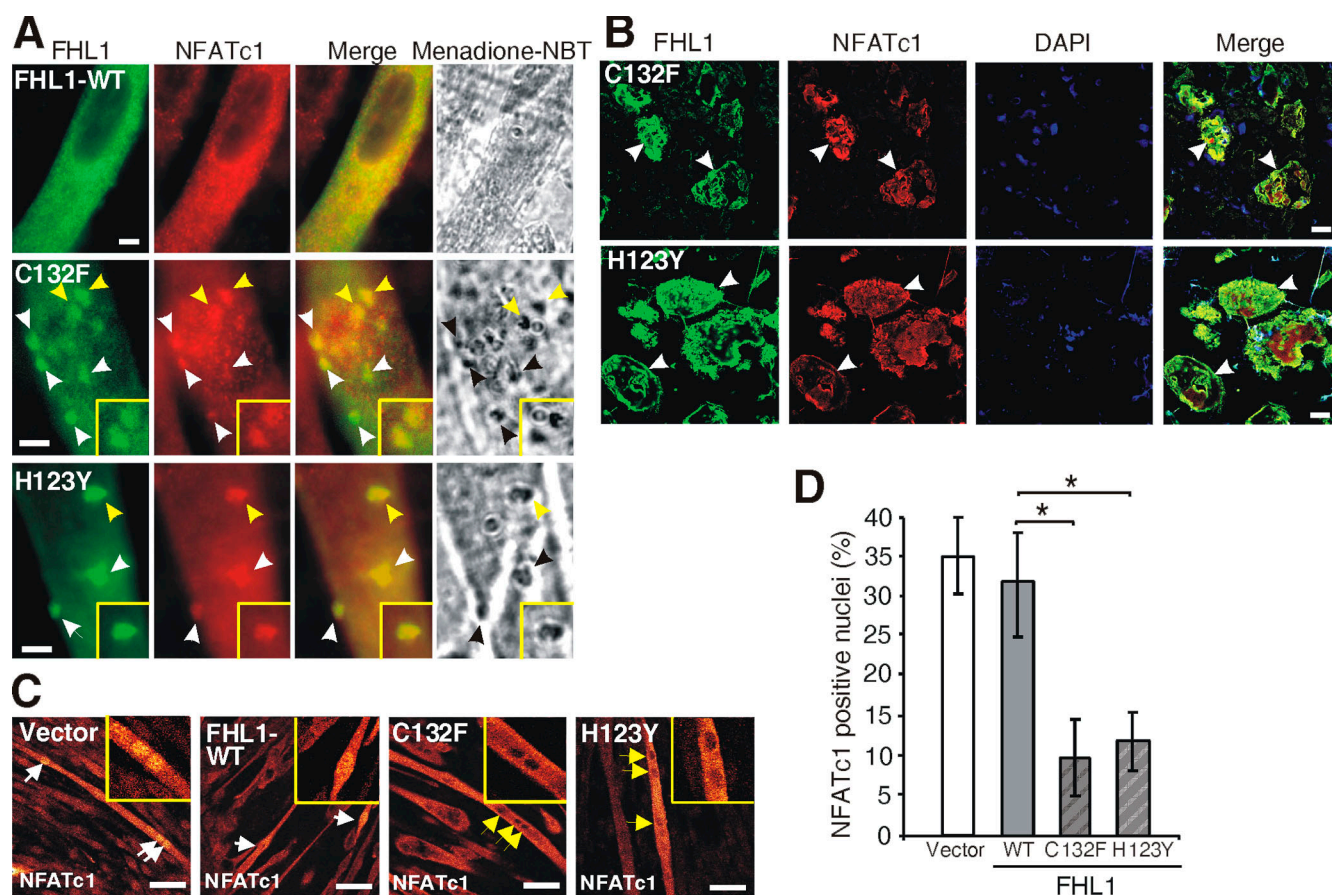 A
FHL1 NFATc1 Merge Menadione-NBT
FHL1-WT
C132F
H123Y
B
FHL1 NFATc1 DAPI Merge
C132F
H123Y
C
Vector
NFATc1
FHL1-
WT
NFATc1
C132F
NFATc1
H123Y
NFATc1
D
NFATc1 positive nuclei (%)
40
35
30
25
20
15
10
5
0
* *
Vector WT C132F H123Y
FHL1